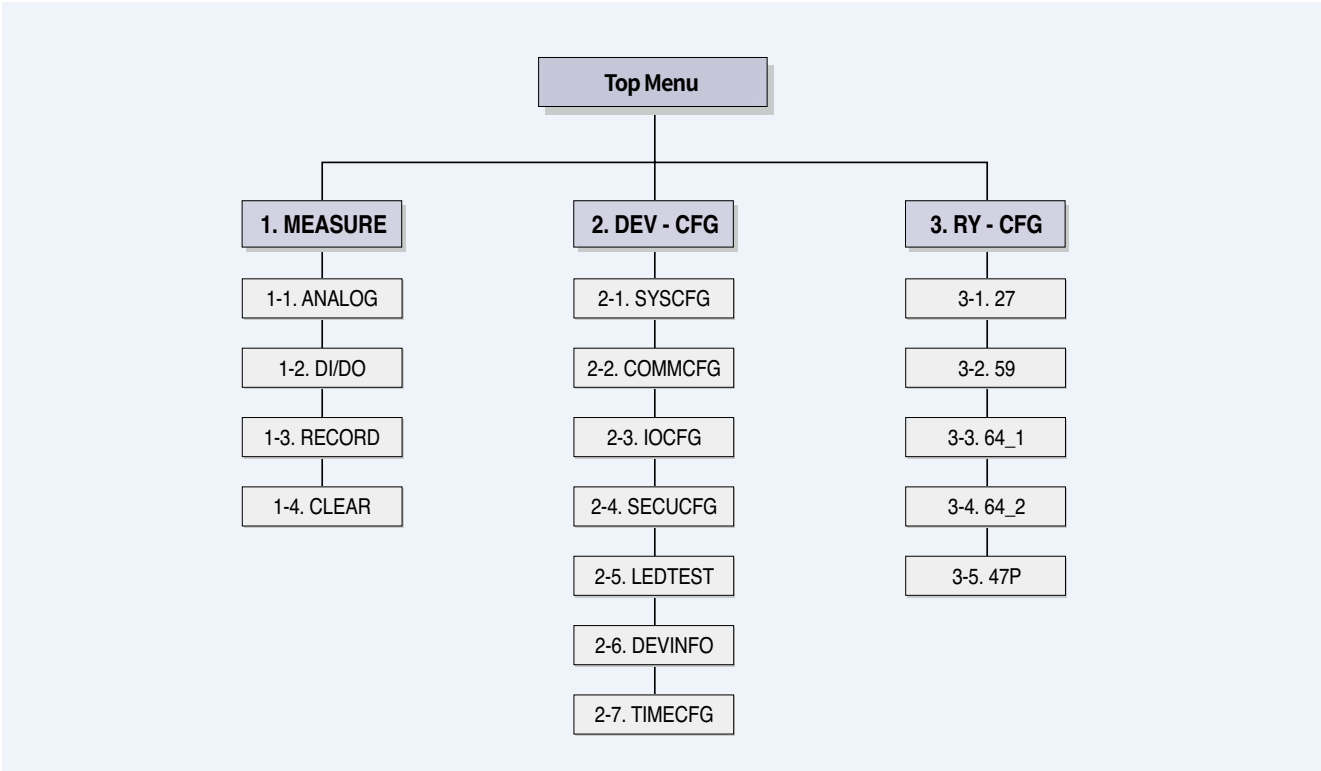 Top Menu
1. MEASURE
1-1. ANALOG
1-2. DI/DO
1-3. RECORD
1-4. CLEAR
2. DEV - CFG
2-1. SYSCFG
2-2. COMMCFG
2-3. IOCFG
2-4. SECUCFG
2-5. LEDTEST
2-6. DEVINFO
2-7. TIMECFG
3. RY - CFG
3-1. 27
3-2. 59
3-3. 64_1
3-4. 64_2
3-5. 47P